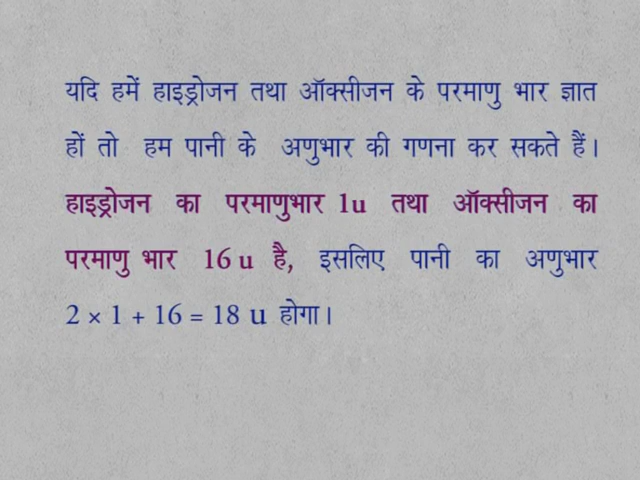 यदि हमें हाइड्रोजन तथा ऑक्सीजन के परमाणु भार ज्ञात
हों तो हम पानी के अणुभार की गणना कर सकते हैं।
हाइड्रोजन का परमाणुभार 1u तथा ऑक्सीजन का
परमाणु भार 16 u है, इसलिए पानी का अणुभार
2 × 1 + 16 = 18 u होगा।